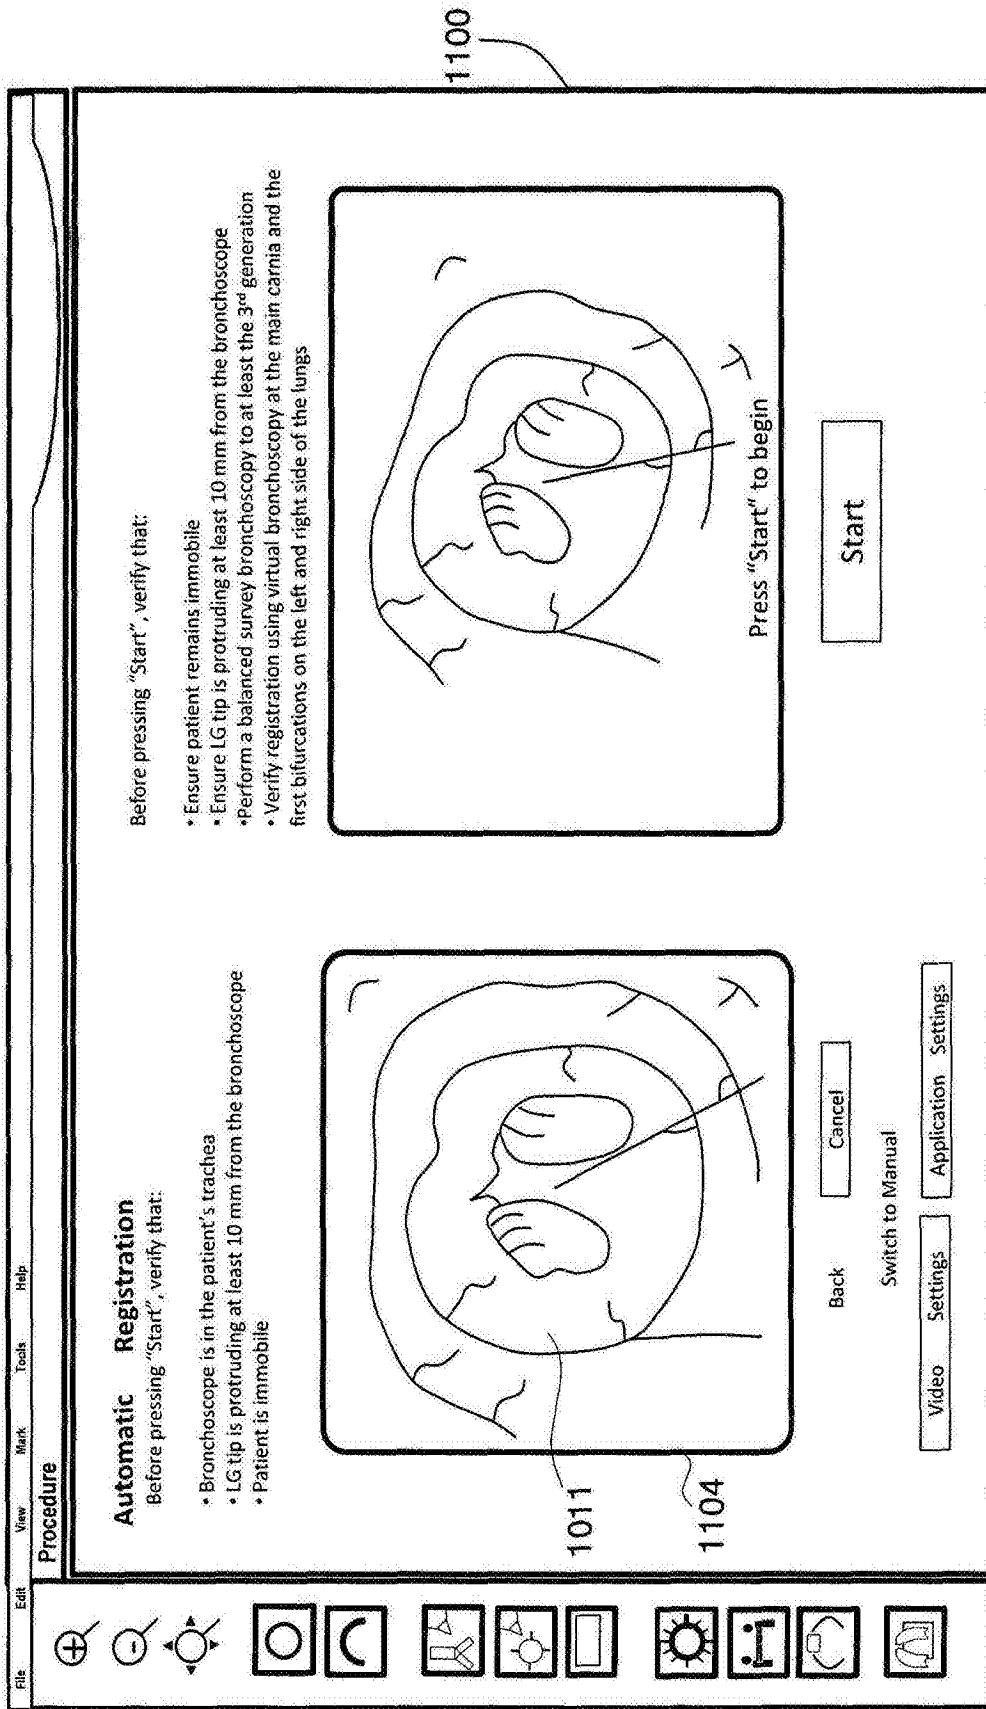 File Edit View Mark Tools Help
Procedure
Automatic Registration
Before pressing "Start", verify that:
• Bronchoscope is in the patient's trachea
• LG tip is protruding at least 10 mm from the bronchoscope
• Patient is immobile
1011
1104
Back
Cancel
Switch to Manual
Video Settings
Application Settings
Before pressing "Start", verify that:
• Ensure patient remains immobile
• Ensure LG tip is protruding at least 10 mm from the bronchoscope
•Perform a balanced survey bronchoscopy to at least the 3rd generation
• Verify registration using virtual bronchoscopy at the main carnia and the
first bifurcations on the left and right side of the lungs
Press "Start" to begin
Start
1100